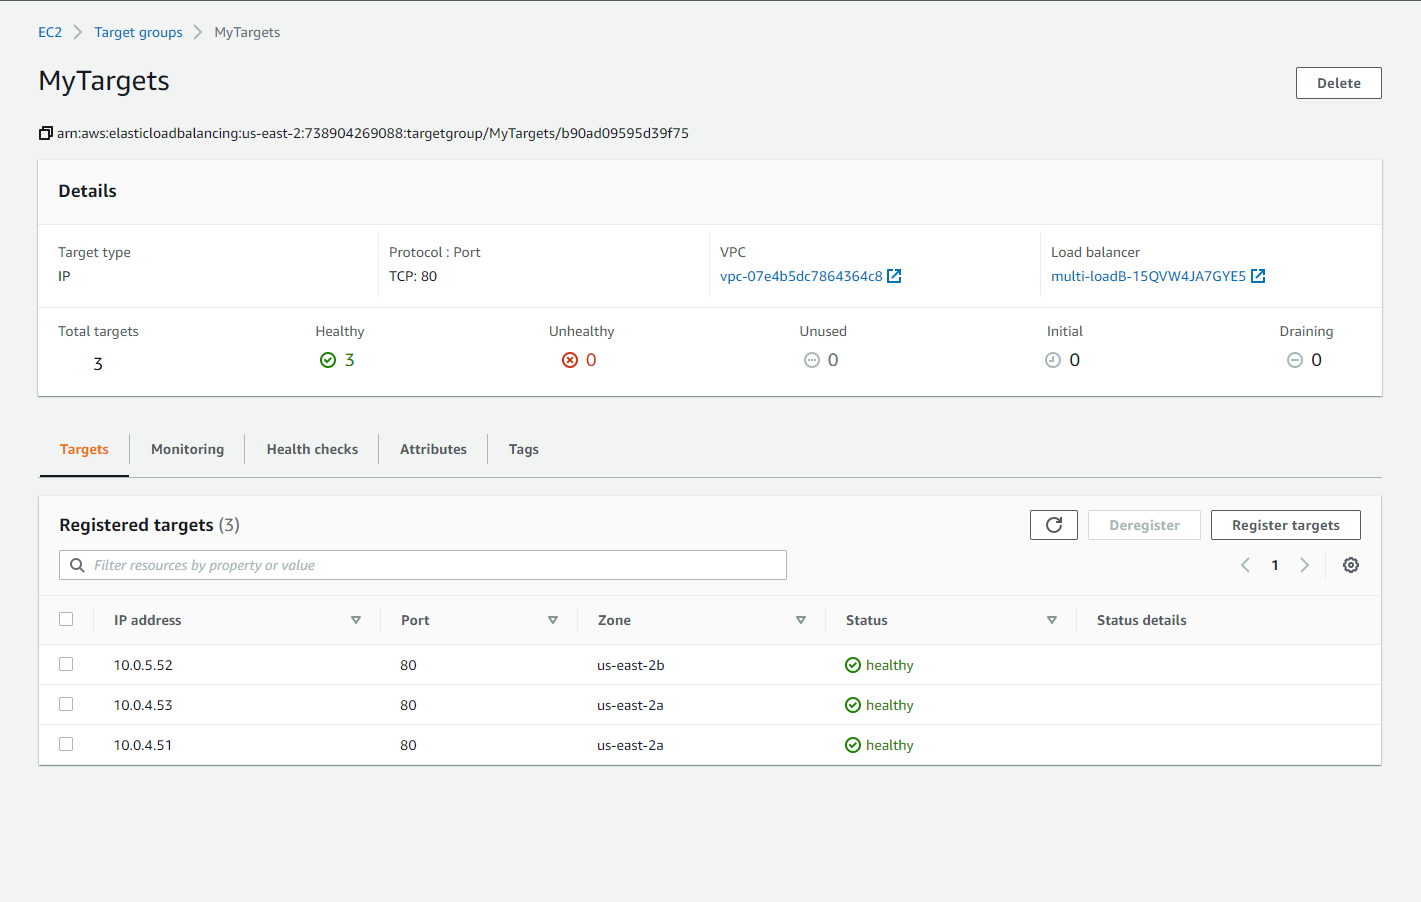 EC2 > Target groups > MyTargets
MyTargets
Delete
arn:aws:elasticloadbalancing:us-east-2:738904269088:targetgroup/MyTargets/b90ad09595d39f75
Details
Target type Protocol : Port VPC Load balancer
IP TCP: 80 vpc-07e4b5dc7864364c8 multi-loadB-15QVW4JA7GYE5
Total targets Healthy Unhealthy Unused Initial Draining
3 3 0 0 0 0
Targets Monitoring Health checks Attributes Tags
Registered targets (3) Deregister Register targets
Filter resources by property or value 1
IP address Port Zone Status Status details
10.0.5.52 80 us-east-2b healthy
10.0.4.53 80 us-east-2a healthy
10.0.4.51 80 us-east-2a healthy